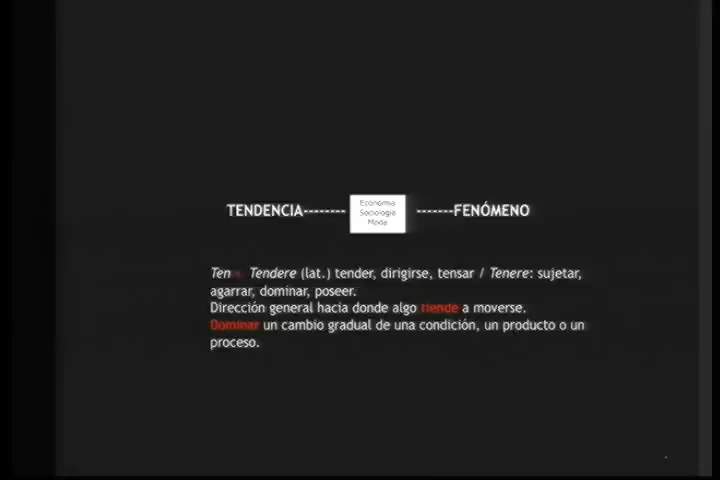 TENDENCIA--------
Economía
Sociología
Moda
-------FENÓMENO
Ten Tendere (lat.) tender, dirigirse, tensar / Tenere: sujetar,
agarrar, dominar, poseer.
Dirección general hacia donde algo tiende a moverse.
Dominar un cambio gradual de una condición, un producto o un
proceso.